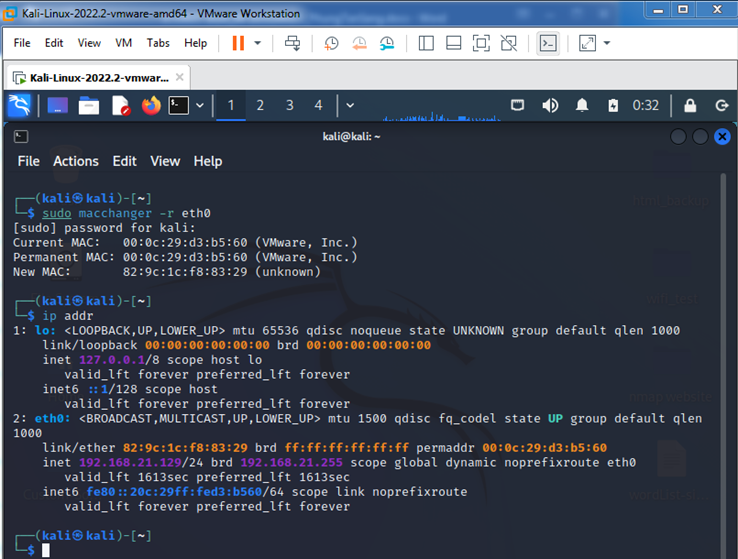 Kali-Linux-2022.2-vmware-amd64 - VMware Workstation
File Edit View VM Tabs Help
Kali-Linux-2022.2-vmwar...
1 2 3 4 0:32
kali@kali: ~
File Actions Edit View Help
┌──(kali㉿kali)-[~]
└─$ sudo macchanger -r eth0
[sudo] password for kali:
Current MAC:   00:0c:29:d3:b5:60 (VMware, Inc.)
Permanent MAC: 00:0c:29:d3:b5:60 (VMware, Inc.)
New MAC:       82:9c:1c:f8:83:29 (unknown)
┌──(kali㉿kali)-[~]
└─$ ip addr
1: lo: <LOOPBACK,UP,LOWER_UP> mtu 65536 qdisc noqueue state UNKNOWN group default qlen 1000
    link/loopback 00:00:00:00:00:00 brd 00:00:00:00:00:00
    inet 127.0.0.1/8 scope host lo
       valid_lft forever preferred_lft forever
    inet6 ::1/128 scope host
       valid_lft forever preferred_lft forever
2: eth0: <BROADCAST,MULTICAST,UP,LOWER_UP> mtu 1500 qdisc fq_codel state UP group default qlen
1000
    link/ether 82:9c:1c:f8:83:29 brd ff:ff:ff:ff:ff:ff permaddr 00:0c:29:d3:b5:60
    inet 192.168.21.129/24 brd 192.168.21.255 scope global dynamic noprefixroute eth0
       valid_lft 1613sec preferred_lft 1613sec
    inet6 fe80::20c:29ff:fed3:b560/64 scope link noprefixroute
       valid_lft forever preferred_lft forever
┌──(kali㉿kali)-[~]
└─$